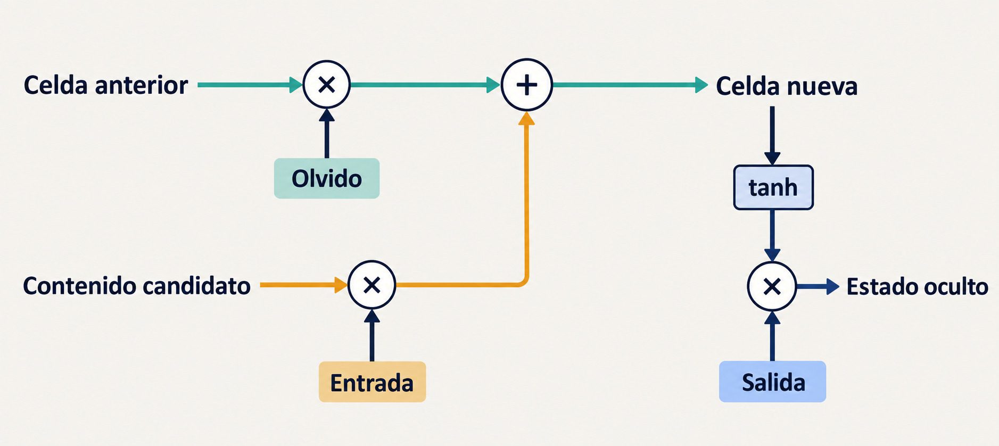 Celda anterior
×
+
Celda nueva
Olvido
tanh
Contenido candidato
×
×
Estado oculto
Entrada
Salida